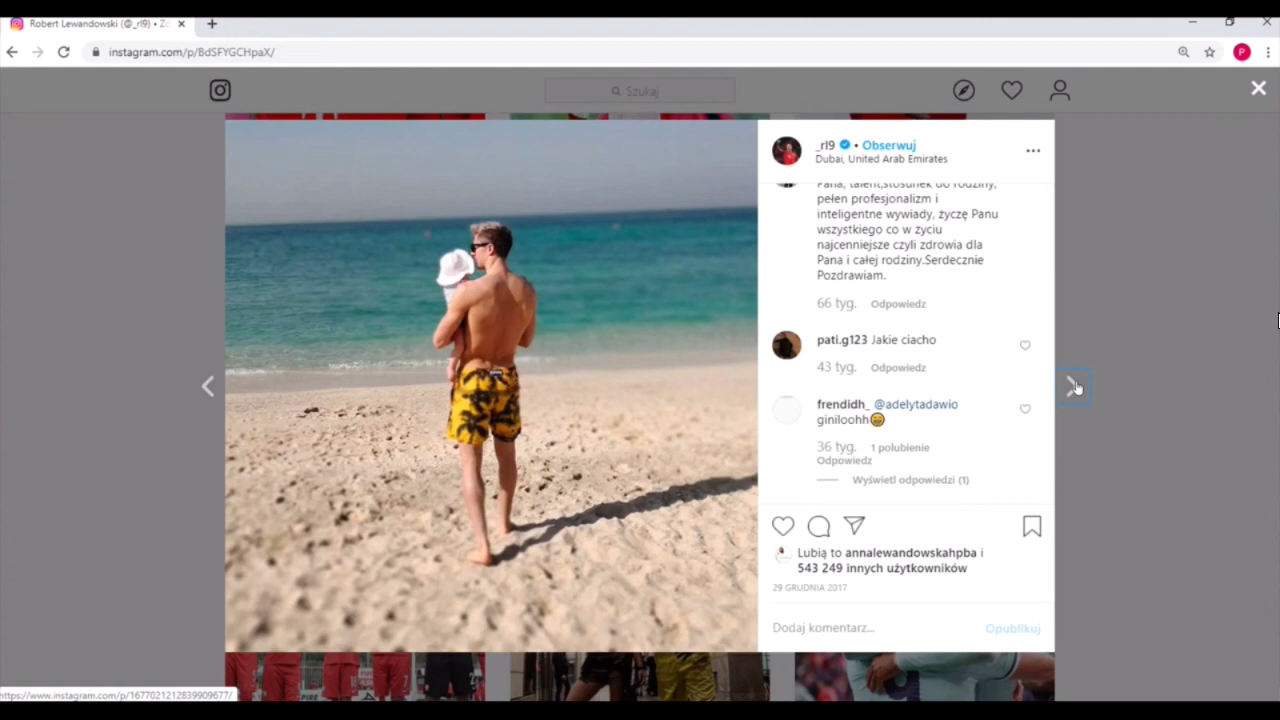 Robert Lewandowski (@_rl9) • Z
instagram.com/p/BdSFYGCHpaX/
P
Szukaj
_rl9 • Obserwuj
Dubai, United Arab Emirates
Pana, talent,stosunek do rodziny,
pełen profesjonalizm i
inteligentne wywiady, życzę Panu
wszystkiego co w życiu
najcenniejsze czyli zdrowia dla
Pana i całej rodziny.Serdecznie
Pozdrawiam.
66 tyg. Odpowiedz
pati.g123 Jakie ciacho
43 tyg. Odpowiedz
frendidh_ @adelytadawio
giniloohh😄
36 tyg. 1 polubienie
Odpowiedz
Wyświetl odpowiedzi (1)
Lubią to annalewandowskahpba i
543 249 innych użytkowników
29 GRUDNIA 2017
Dodaj komentarz...
Opublikuj
https://www.instagram.com/p/1677021212839909677/